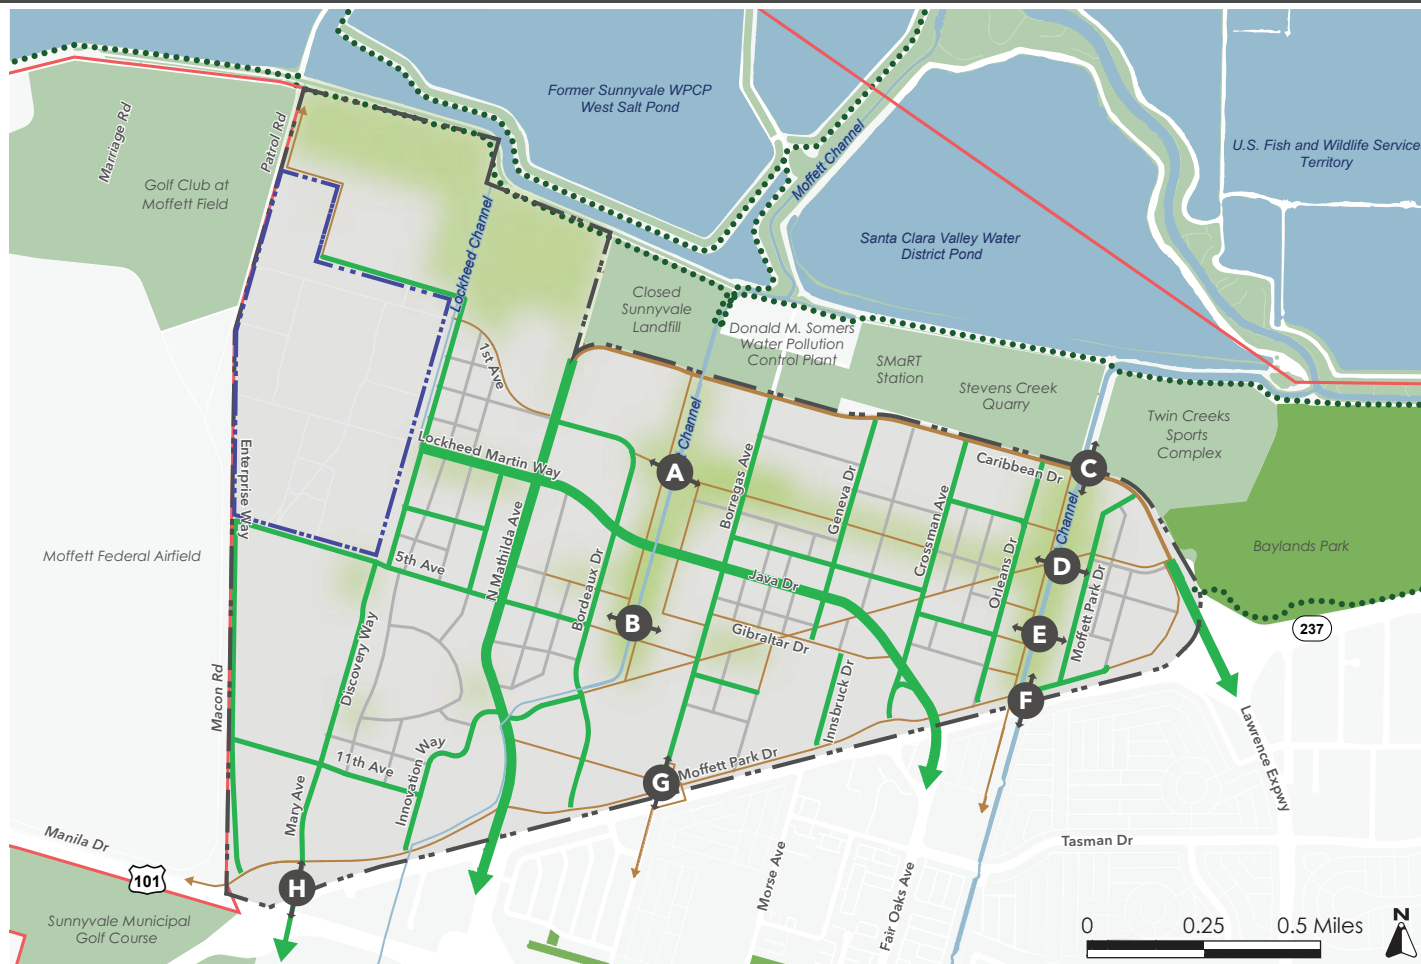 Former Sunnyvale WPCP
West Salt Pond
Moffett Channel
U.S. Fish and Wildlife Service
Territory
Marriage Rd
Patrol Rd
Golf Club at
Moffett Field
Lockheed Channel
Santa Clara Valley Water
District Pond
Closed
Sunnyvale
Landfill
Donald M. Somers
Water Pollution
Control Plant
SMaRT
Station
Stevens Creek
Quarry
Twin Creeks
Sports
Complex
1st Ave
Channel
Lockheed Martin Way
A
Borregas Ave
Geneva Dr
Caribbean Dr
C
Enterprise Way
N Mathilda Ave
Crossman Ave
Channel
Moffett Federal Airfield
Baylands Park
5th Ave
Bordeaux Dr
Java Dr
Orleans Dr
D
Moffett Park Dr
B
Gibraltar Dr
E
237
Discovery Way
Macon Rd
Innsbruck Dr
F
Lawrence Expwy
11th Ave
Innovation Way
G
Moffett Park Dr
Mary Ave
Manila Dr
101
H
Morse Ave
Fair Oaks Ave
Tasman Dr
Sunnyvale Municipal
Golf Course
0 0.25 0.5 Miles
N